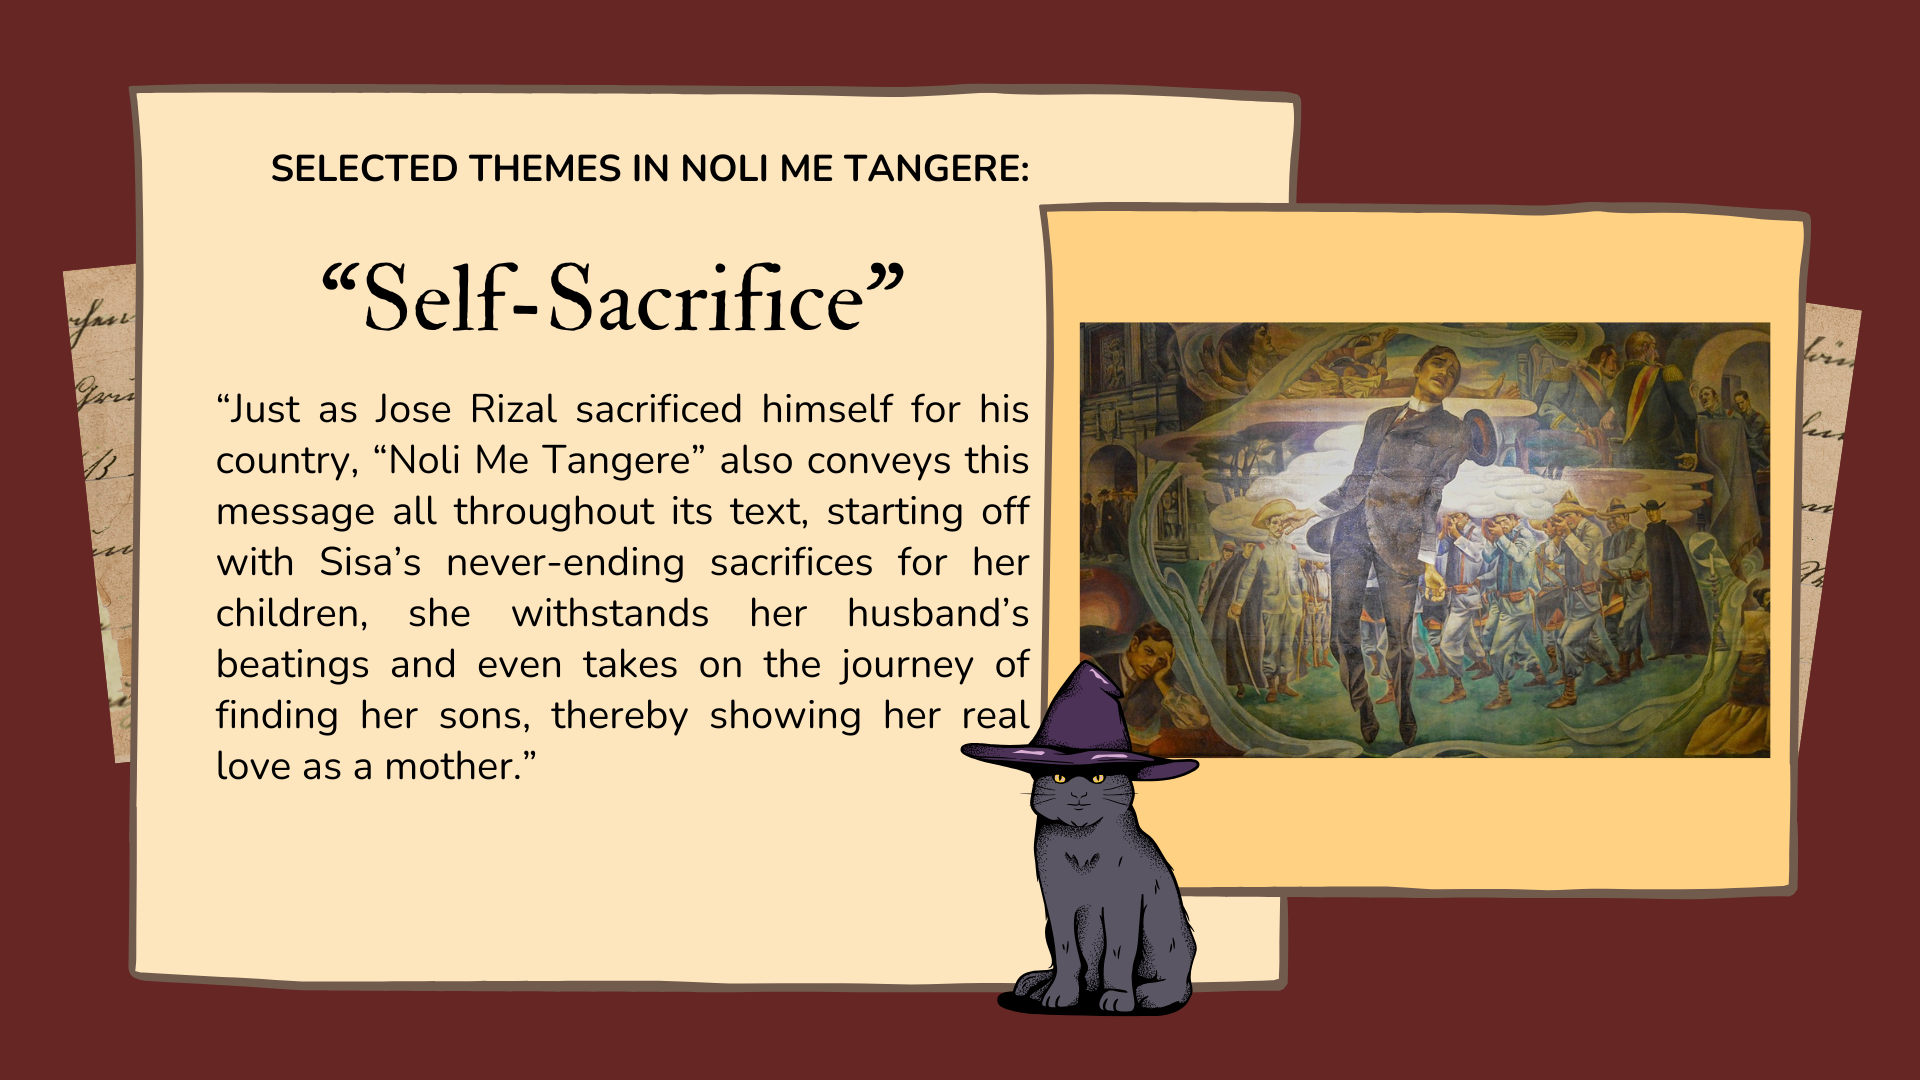 SELECTED THEMES IN NOLI ME TANGERE:
“Self-Sacrifice”
“Just as Jose Rizal sacrificed himself for his
country, “Noli Me Tangere” also conveys this
message all throughout its text, starting off
with Sisa’s never-ending sacrifices for her
children, she withstands her husband’s
beatings and even takes on the journey of
finding her sons, thereby showing her real
love as a mother.”